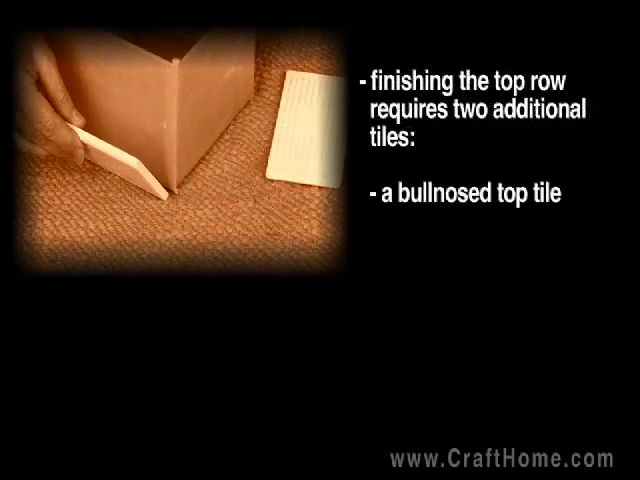 - finishing the top row
requires two additional
tiles:
- a bullnosed top tile
www.CraftHome.com